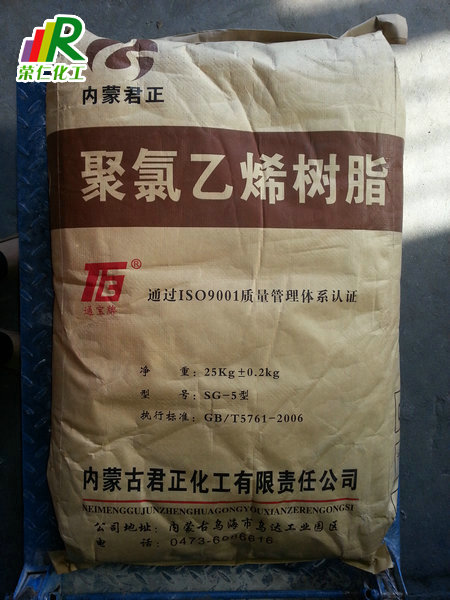 R
荣仁化工
内蒙君正
聚氯乙烯树脂
®
通宝牌
通过ISO9001质量管理体系认证
净 重：25Kg±0.2kg
型 号：SG-5型
执行标准：GB/T5761-2006
内蒙古君正化工有限责任公司
NEIMENGGUJUNZHENGHUAGONGYOUXIANZERENGONGSI
公司地址：内蒙古乌海市乌达工业园区
电 话：